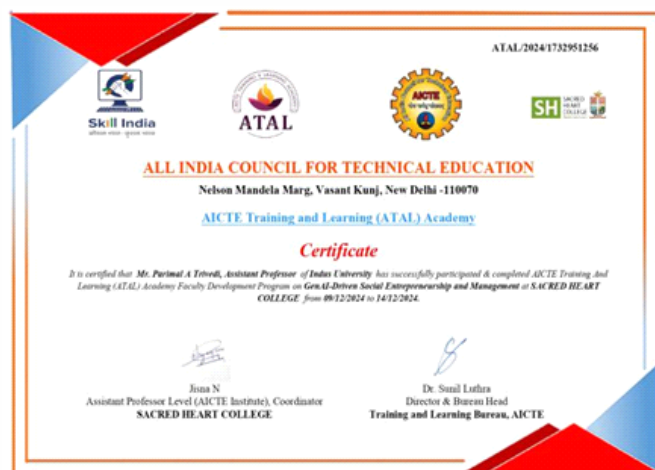 ATAL/2024/1732951256
Skill India
ATAL
AICTE
SH SACRED HEART COLLEGE
ALL INDIA COUNCIL FOR TECHNICAL EDUCATION
Nelson Mandela Marg, Vasant Kunj, New Delhi -110070
AICTE Training and Learning (ATAL) Academy
Certificate
It is certified that Mr. Parimal A Trivedi, Assistant Professor of Indus University has successfully participated & completed AICTE Training And
Learning (ATAL) Academy Faculty Development Program on GenAI-Driven Social Entrepreneurship and Management at SACRED HEART
COLLEGE from 09/12/2024 to 14/12/2024.
Jisna N
Assistant Professor Level (AICTE Institute), Coordinator
SACRED HEART COLLEGE
Dr. Sunil Luthra
Director & Bureau Head
Training and Learning Bureau, AICTE